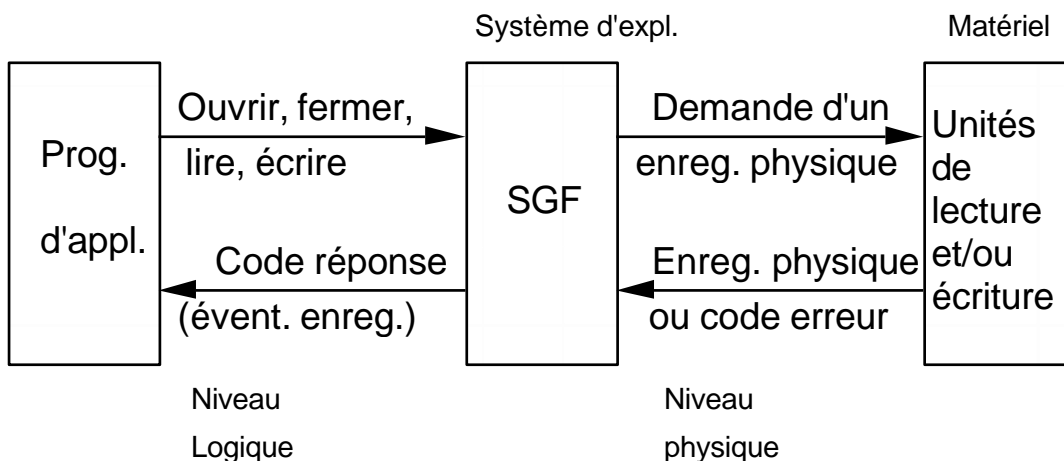 Système d'expl.
Matériel
Prog.
d'appl.
Ouvrir, fermer,
lire, écrire
Code réponse
(évent. enreg.)
SGF
Demande d'un
enreg. physique
Enreg. physique
ou code erreur
Unités
de
lecture
et/ou
écriture
Niveau
Logique
Niveau
physique